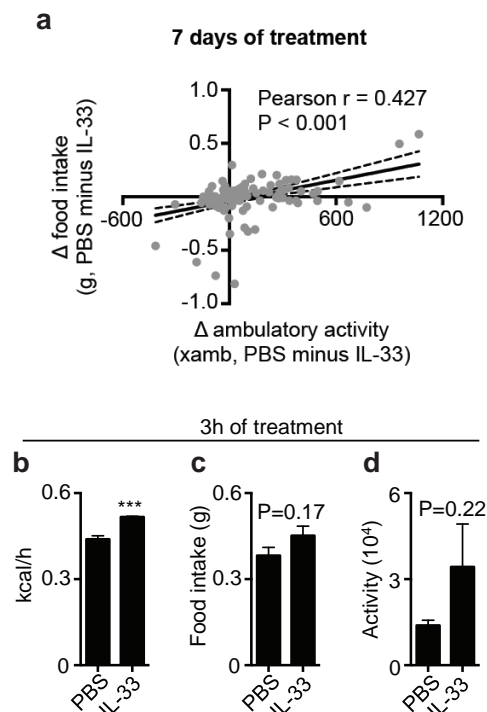 a
7 days of treatment
1.0
Pearson r = 0.427
P < 0.001
0.5
-600
600
1200
-0.5
-1.0
Δ food intake
(g, PBS minus IL-33)
Δ ambulatory activity
(xamb, PBS minus IL-33)
3h of treatment
b
kcal/h
0.6
0.3
0
***
PBS
IL-33
c
Food intake (g)
0.6
0.3
0
P=0.17
PBS
IL-33
d
Activity (10⁴)
6
3
0
P=0.22
PBS
IL-33